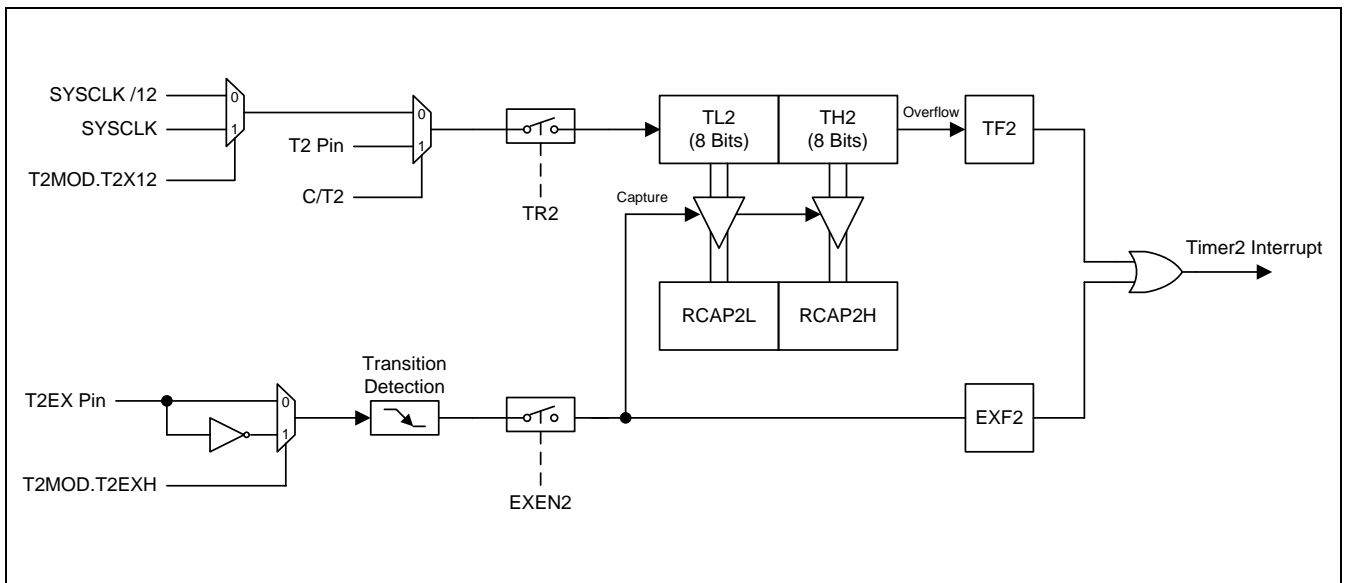 SYSCLK /12
0
SYSCLK
1
T2MOD.T2X12
0
T2 Pin
1
C/T2
TR2
TL2
(8 Bits)
TH2
(8 Bits)
Overflow
TF2
Capture
RCAP2L
RCAP2H
Timer2 Interrupt
Transition
Detection
T2EX Pin
0
1
T2MOD.T2EXH
EXEN2
EXF2